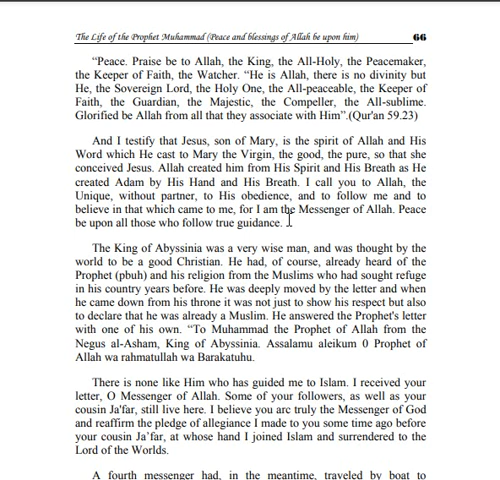 The Life of the Prophet Muhammad (Peace and blessings of Allah be upon him) 66
"Peace. Praise be to Allah, the King, the All-Holy, the Peacemaker,
the Keeper of Faith, the Watcher. "He is Allah, there is no divinity but
He, the Sovereign Lord, the Holy One, the All-peaceable, the Keeper of
Faith, the Guardian, the Majestic, the Compeller, the All-sublime.
Glorified be Allah from all that they associate with Him".(Qur'an 59.23)
And I testify that Jesus, son of Mary, is the spirit of Allah and His
Word which He cast to Mary the Virgin, the good, the pure, so that she
conceived Jesus. Allah created him from His Spirit and His Breath as He
created Adam by His Hand and His Breath. I call you to Allah, the
Unique, without partner, to His obedience, and to follow me and to
believe in that which came to me, for I am the Messenger of Allah. Peace
be upon all those who follow true guidance.
The King of Abyssinia was a very wise man, and was thought by the
world to be a good Christian. He had, of course, already heard of the
Prophet (pbuh) and his religion from the Muslims who had sought refuge
in his country years before. He was deeply moved by the letter and when
he came down from his throne it was not just to show his respect but also
to declare that he was already a Muslim. He answered the Prophet's letter
with one of his own. "To Muhammad the Prophet of Allah from the
Negus al-Asham, King of Abyssinia. Assalamu aleikum 0 Prophet of
Allah wa rahmatullah wa Barakatuhu.
There is none like Him who has guided me to Islam. I received your
letter, O Messenger of Allah. Some of your followers, as well as your
cousin Ja'far, still live here. I believe you arc truly the Messenger of God
and reaffirm the pledge of allegiance I made to you some time ago before
your cousin Ja'far, at whose hand I joined Islam and surrendered to the
Lord of the Worlds.
A fourth messenger had, in the meantime, traveled by boat to